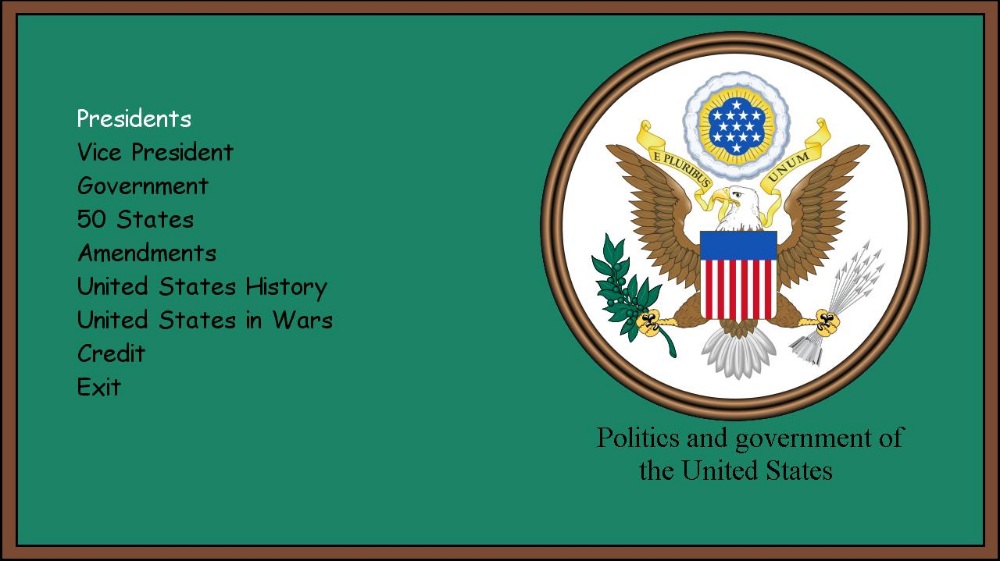 Presidents
Vice President
Government
50 States
Amendments
United States History
United States in Wars
Credit
Exit
E PLURIBUS UNUM
Politics and government of
the United States